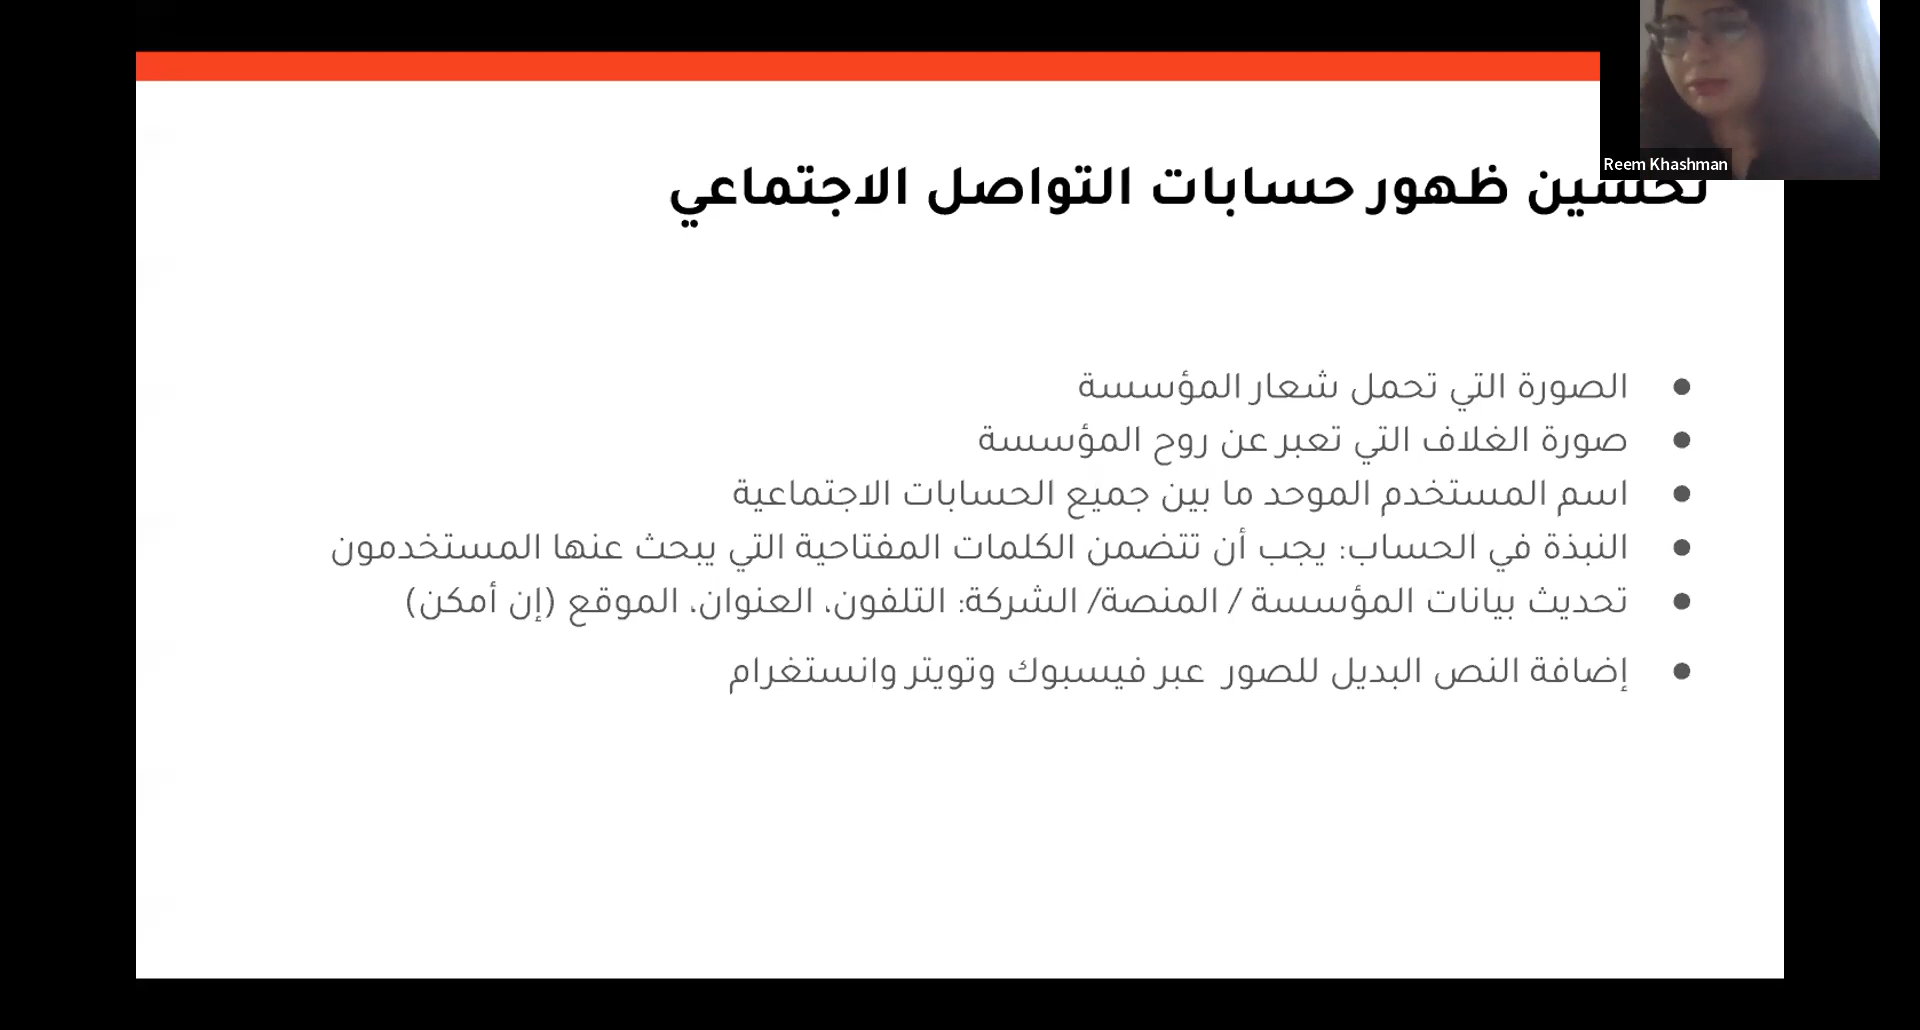 Reem Khashman
تحسين ظهور حسابات التواصل الاجتماعي
● الصورة التي تحمل شعار المؤسسة
● صورة الغلاف التي تعبر عن روح المؤسسة
● اسم المستخدم الموحد ما بين جميع الحسابات الاجتماعية
● النبذة في الحساب: يجب أن تتضمن الكلمات المفتاحية التي يبحث عنها المستخدمون
● تحديث بيانات المؤسسة / المنصة/ الشركة: التلفون، العنوان، الموقع (إن أمكن)
● إضافة النص البديل للصور عبر فيسبوك وتويتر وانستغرام